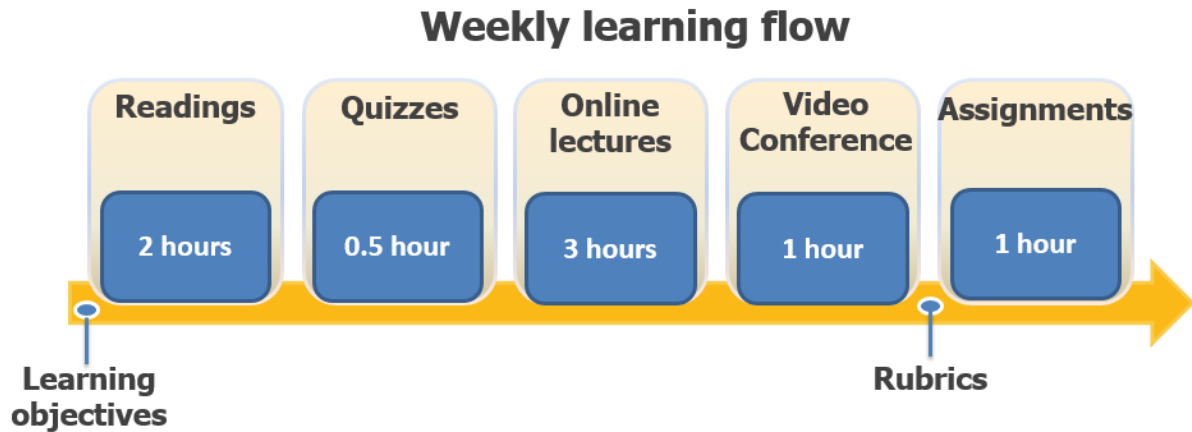 Weekly learning flow
Readings
Quizzes
Online
lectures
Video
Conference
Assignments
2 hours
0.5 hour
3 hours
1 hour
1 hour
Learning
objectives
Rubrics